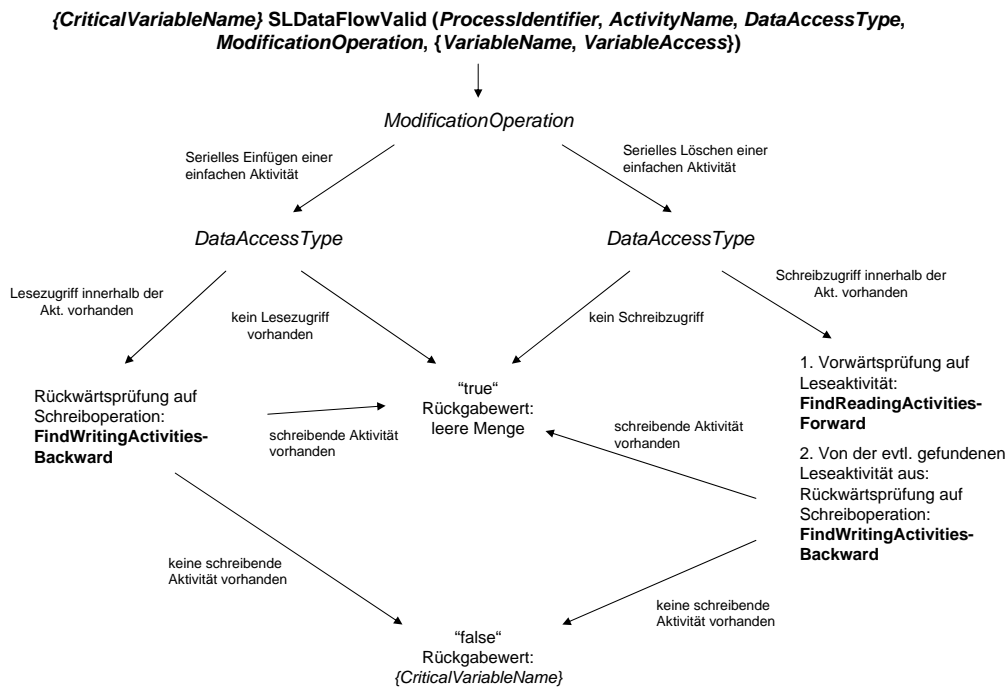 {CriticalVariableName} SLDataFlowValid (ProcessIdentifier, ActivityName, DataAccessType,
ModificationOperation, {VariableName, VariableAccess})
ModificationOperation
Serielles Einfügen einer
einfachen Aktivität
Serielles Löschen einer
einfachen Aktivität
DataAccessType
DataAccessType
Lesezugriff innerhalb der
Akt. vorhanden
kein Lesezugriff
vorhanden
kein Schreibzugriff
Schreibzugriff innerhalb der
Akt. vorhanden
Rückwärtsprüfung auf
Schreiboperation:
FindWritingActivities-
Backward
schreibende Aktivität
vorhanden
“true“
Rückgabewert:
leere Menge
schreibende Aktivität
vorhanden
1. Vorwärtsprüfung auf
Leseaktivität:
FindReadingActivities-
Forward
2. Von der evtl. gefundenen
Leseaktivität aus:
Rückwärtsprüfung auf
Schreiboperation:
FindWritingActivities-
Backward
keine schreibende
Aktivität vorhanden
keine schreibende
Aktivität vorhanden
“false“
Rückgabewert:
{CriticalVariableName}